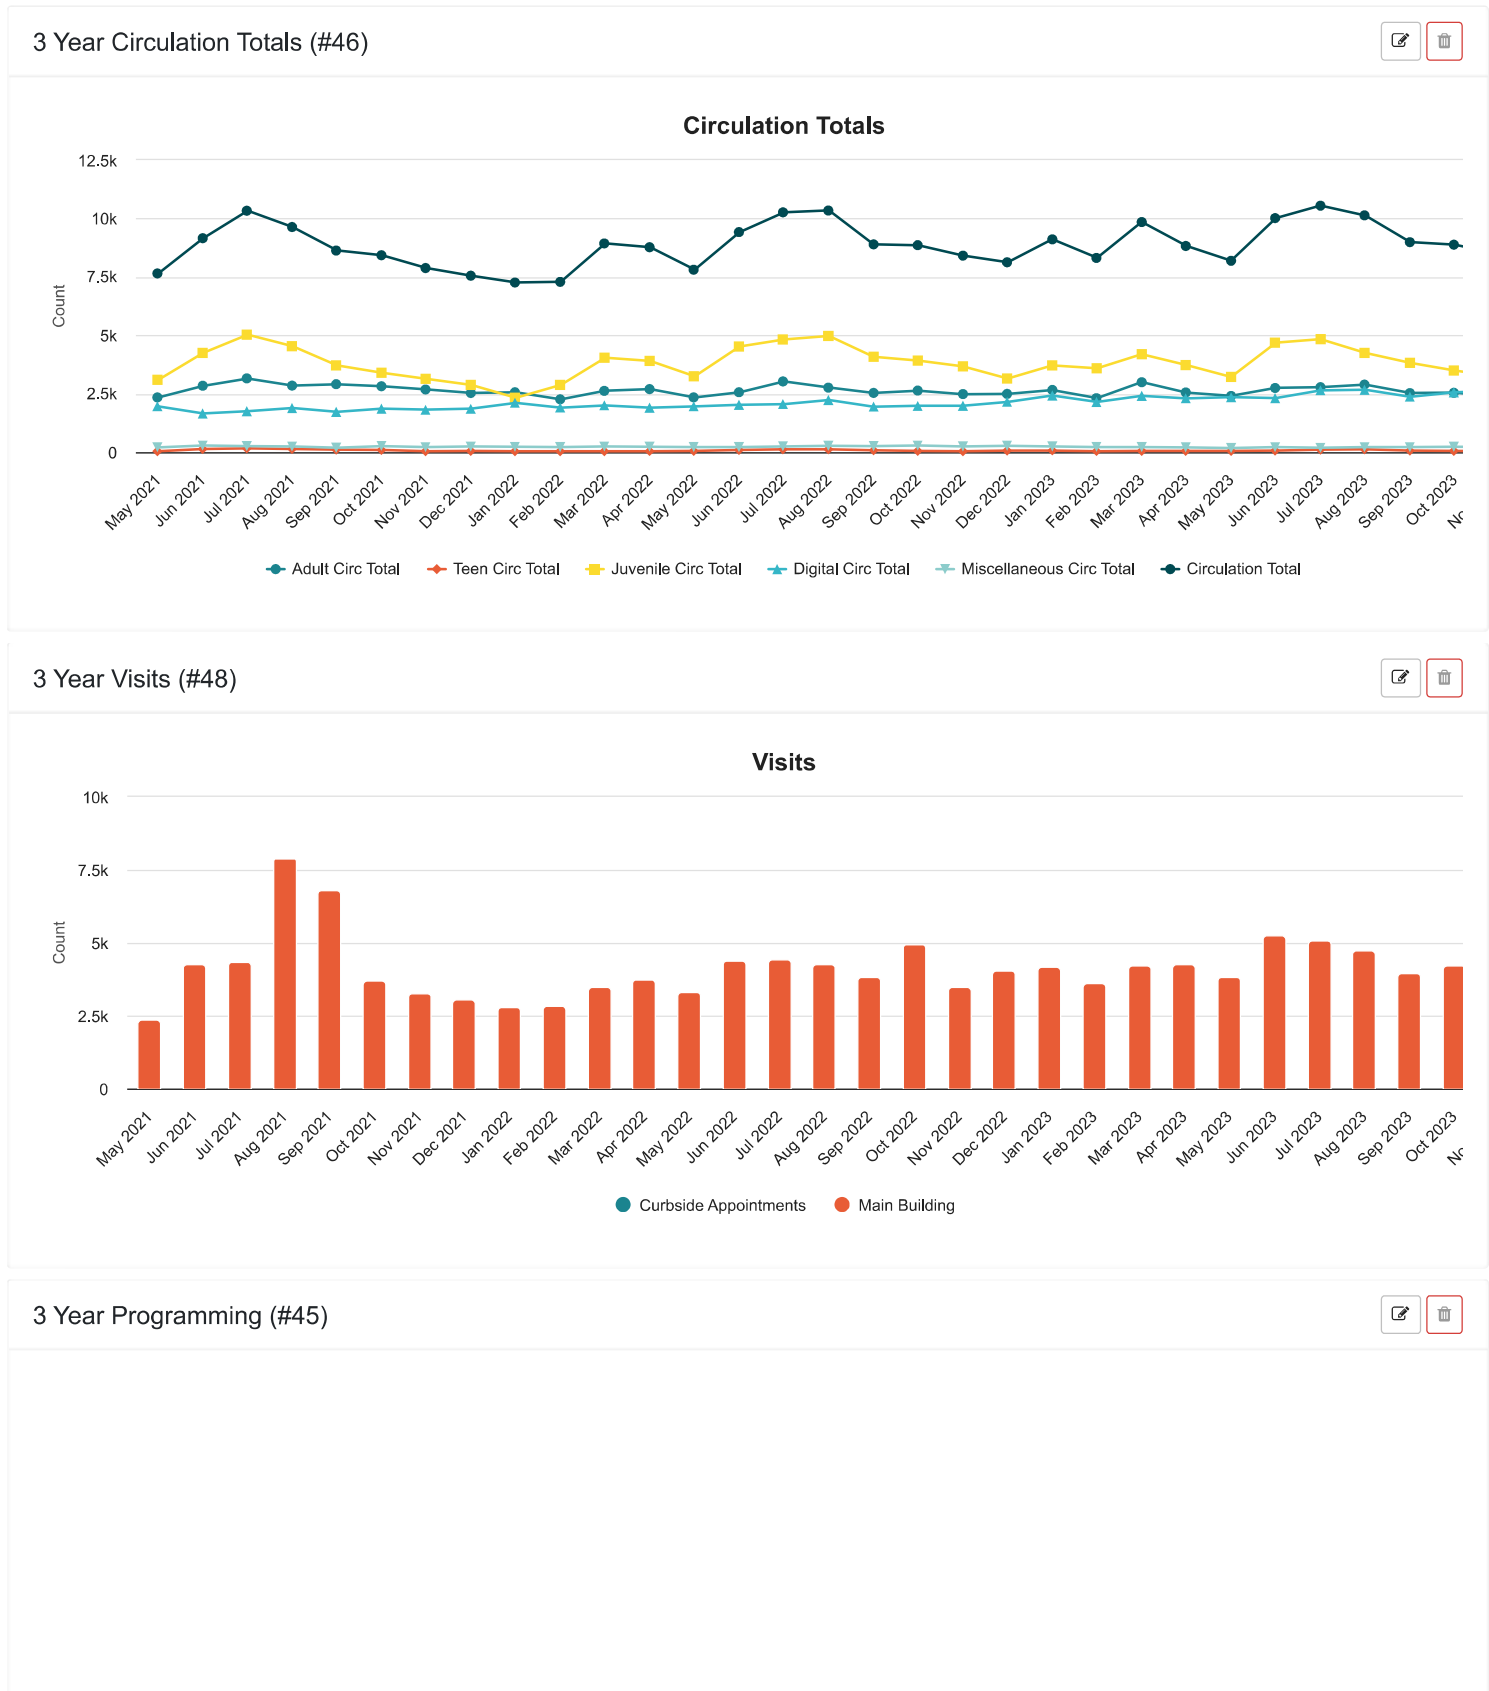 3 Year Circulation Totals (#46)
Circulation Totals
12.5k
10k
7.5k
5k
2.5k
0
Count
May 2021
Jun 2021
Jul 2021
Aug 2021
Sep 2021
Oct 2021
Nov 2021
Dec 2021
Jan 2022
Feb 2022
Mar 2022
Apr 2022
May 2022
Jun 2022
Jul 2022
Aug 2022
Sep 2022
Oct 2022
Nov 2022
Dec 2022
Jan 2023
Feb 2023
Mar 2023
Apr 2023
May 2023
Jun 2023
Jul 2023
Aug 2023
Sep 2023
Oct 2023
Adult Circ Total Teen Circ Total Juvenile Circ Total Digital Circ Total Miscellaneous Circ Total Circulation Total
3 Year Visits (#48)
Visits
10k
7.5k
5k
2.5k
0
Count
May 2021
Jun 2021
Jul 2021
Aug 2021
Sep 2021
Oct 2021
Nov 2021
Dec 2021
Jan 2022
Feb 2022
Mar 2022
Apr 2022
May 2022
Jun 2022
Jul 2022
Aug 2022
Sep 2022
Oct 2022
Nov 2022
Dec 2022
Jan 2023
Feb 2023
Mar 2023
Apr 2023
May 2023
Jun 2023
Jul 2023
Aug 2023
Sep 2023
Oct 2023
Curbside Appointments Main Building
3 Year Programming (#45)